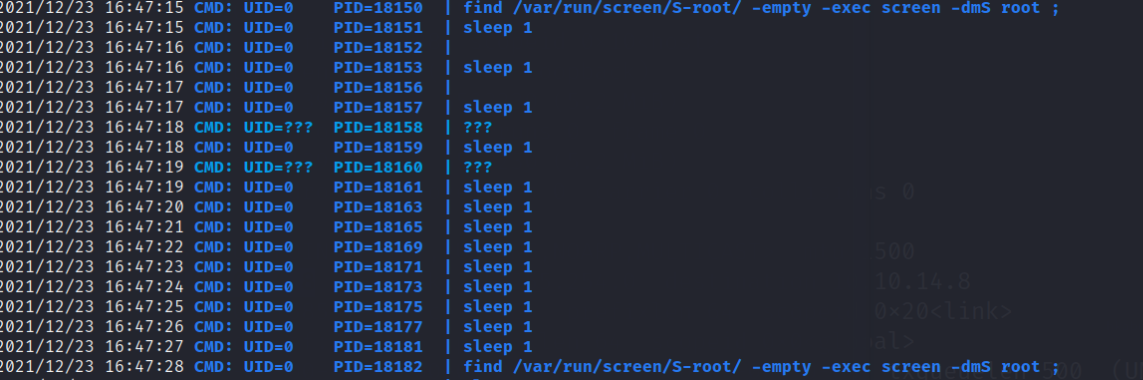 2021/12/23 16:47:15 CMD: UID=0 PID=18150 | find /var/run/screen/S-root/ -empty -exec screen -dmS root ;
2021/12/23 16:47:15 CMD: UID=0 PID=18151 | sleep 1
2021/12/23 16:47:16 CMD: UID=0 PID=18152 |
2021/12/23 16:47:16 CMD: UID=0 PID=18153 | sleep 1
2021/12/23 16:47:17 CMD: UID=0 PID=18156 |
2021/12/23 16:47:17 CMD: UID=0 PID=18157 | sleep 1
2021/12/23 16:47:18 CMD: UID=??? PID=18158 | ???
2021/12/23 16:47:18 CMD: UID=0 PID=18159 | sleep 1
2021/12/23 16:47:19 CMD: UID=??? PID=18160 | ???
2021/12/23 16:47:19 CMD: UID=0 PID=18161 | sleep 1
2021/12/23 16:47:20 CMD: UID=0 PID=18163 | sleep 1
2021/12/23 16:47:21 CMD: UID=0 PID=18165 | sleep 1
2021/12/23 16:47:22 CMD: UID=0 PID=18169 | sleep 1
2021/12/23 16:47:23 CMD: UID=0 PID=18171 | sleep 1
2021/12/23 16:47:24 CMD: UID=0 PID=18173 | sleep 1
2021/12/23 16:47:25 CMD: UID=0 PID=18175 | sleep 1
2021/12/23 16:47:26 CMD: UID=0 PID=18177 | sleep 1
2021/12/23 16:47:27 CMD: UID=0 PID=18181 | sleep 1
2021/12/23 16:47:28 CMD: UID=0 PID=18182 | find /var/run/screen/S-root/ -empty -exec screen -dmS root ;